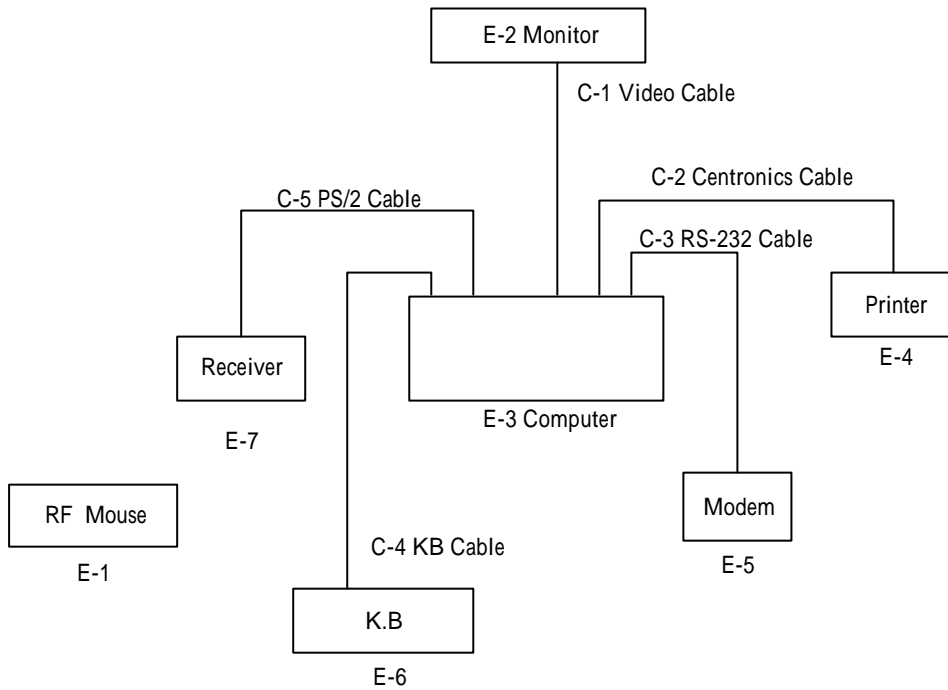 E-2 Monitor
C-1 Video Cable
C-2 Centronics Cable
C-5 PS/2 Cable
C-3 RS-232 Cable
Printer
E-4
Receiver
E-7
E-3 Computer
RF Mouse
E-1
Modem
E-5
C-4 KB Cable
K.B
E-6